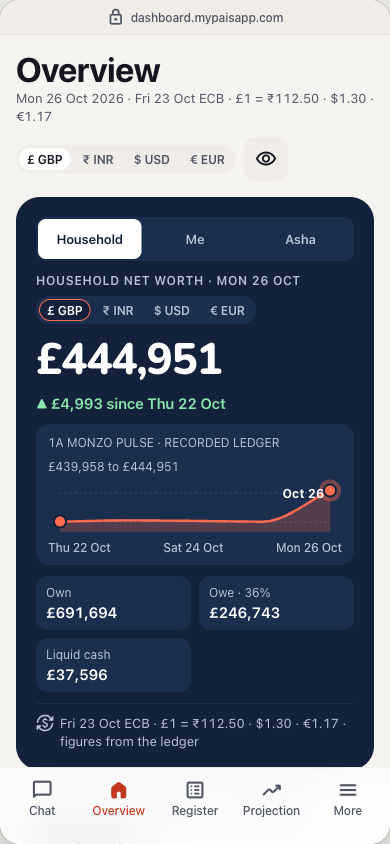 dashboard.mypaisapp.com
Overview
Mon 26 Oct 2026 · Fri 23 Oct ECB · £1 = ₹112.50 · $1.30 ·
€1.17
£ GBP ₹ INR $ USD € EUR
Household Me Asha
HOUSEHOLD NET WORTH · MON 26 OCT
£ GBP ₹ INR $ USD € EUR
£444,951
▲ £4,993 since Thu 22 Oct
1A MONZO PULSE · RECORDED LEDGER
£439,958 to £444,951
Oct 26
Thu 22 Oct Sat 24 Oct Mon 26 Oct
Own Owe · 36%
£691,694 £246,743
Liquid cash
£37,596
Fri 23 Oct ECB · £1 = ₹112.50 · $1.30 · €1.17 ·
figures from the ledger
Chat Overview Register Projection More